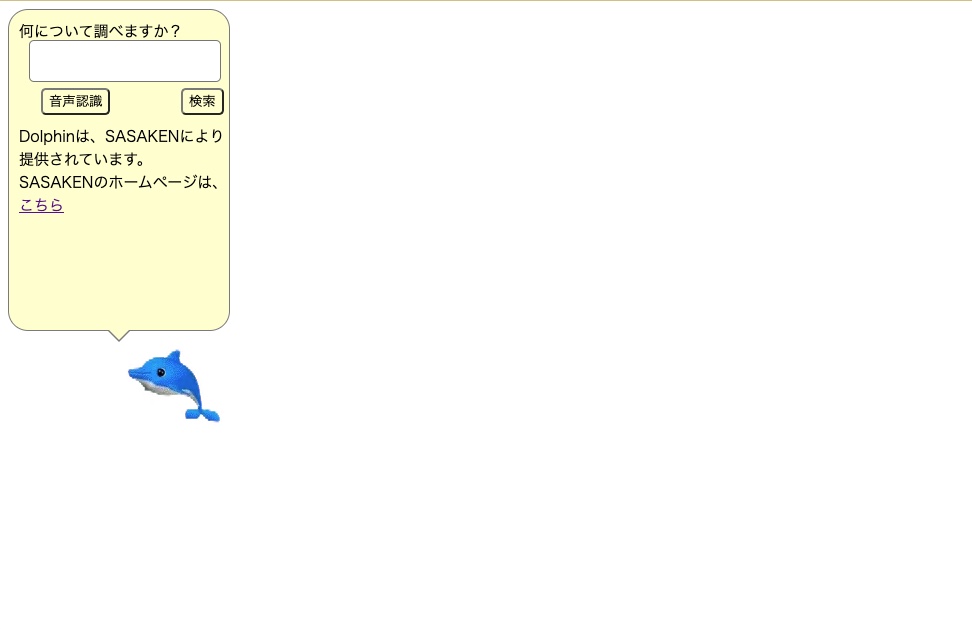 何について調べますか？
音声認識 検索
Dolphinは、SASAKENにより
提供されています。
SASAKENのホームページは、
こちら